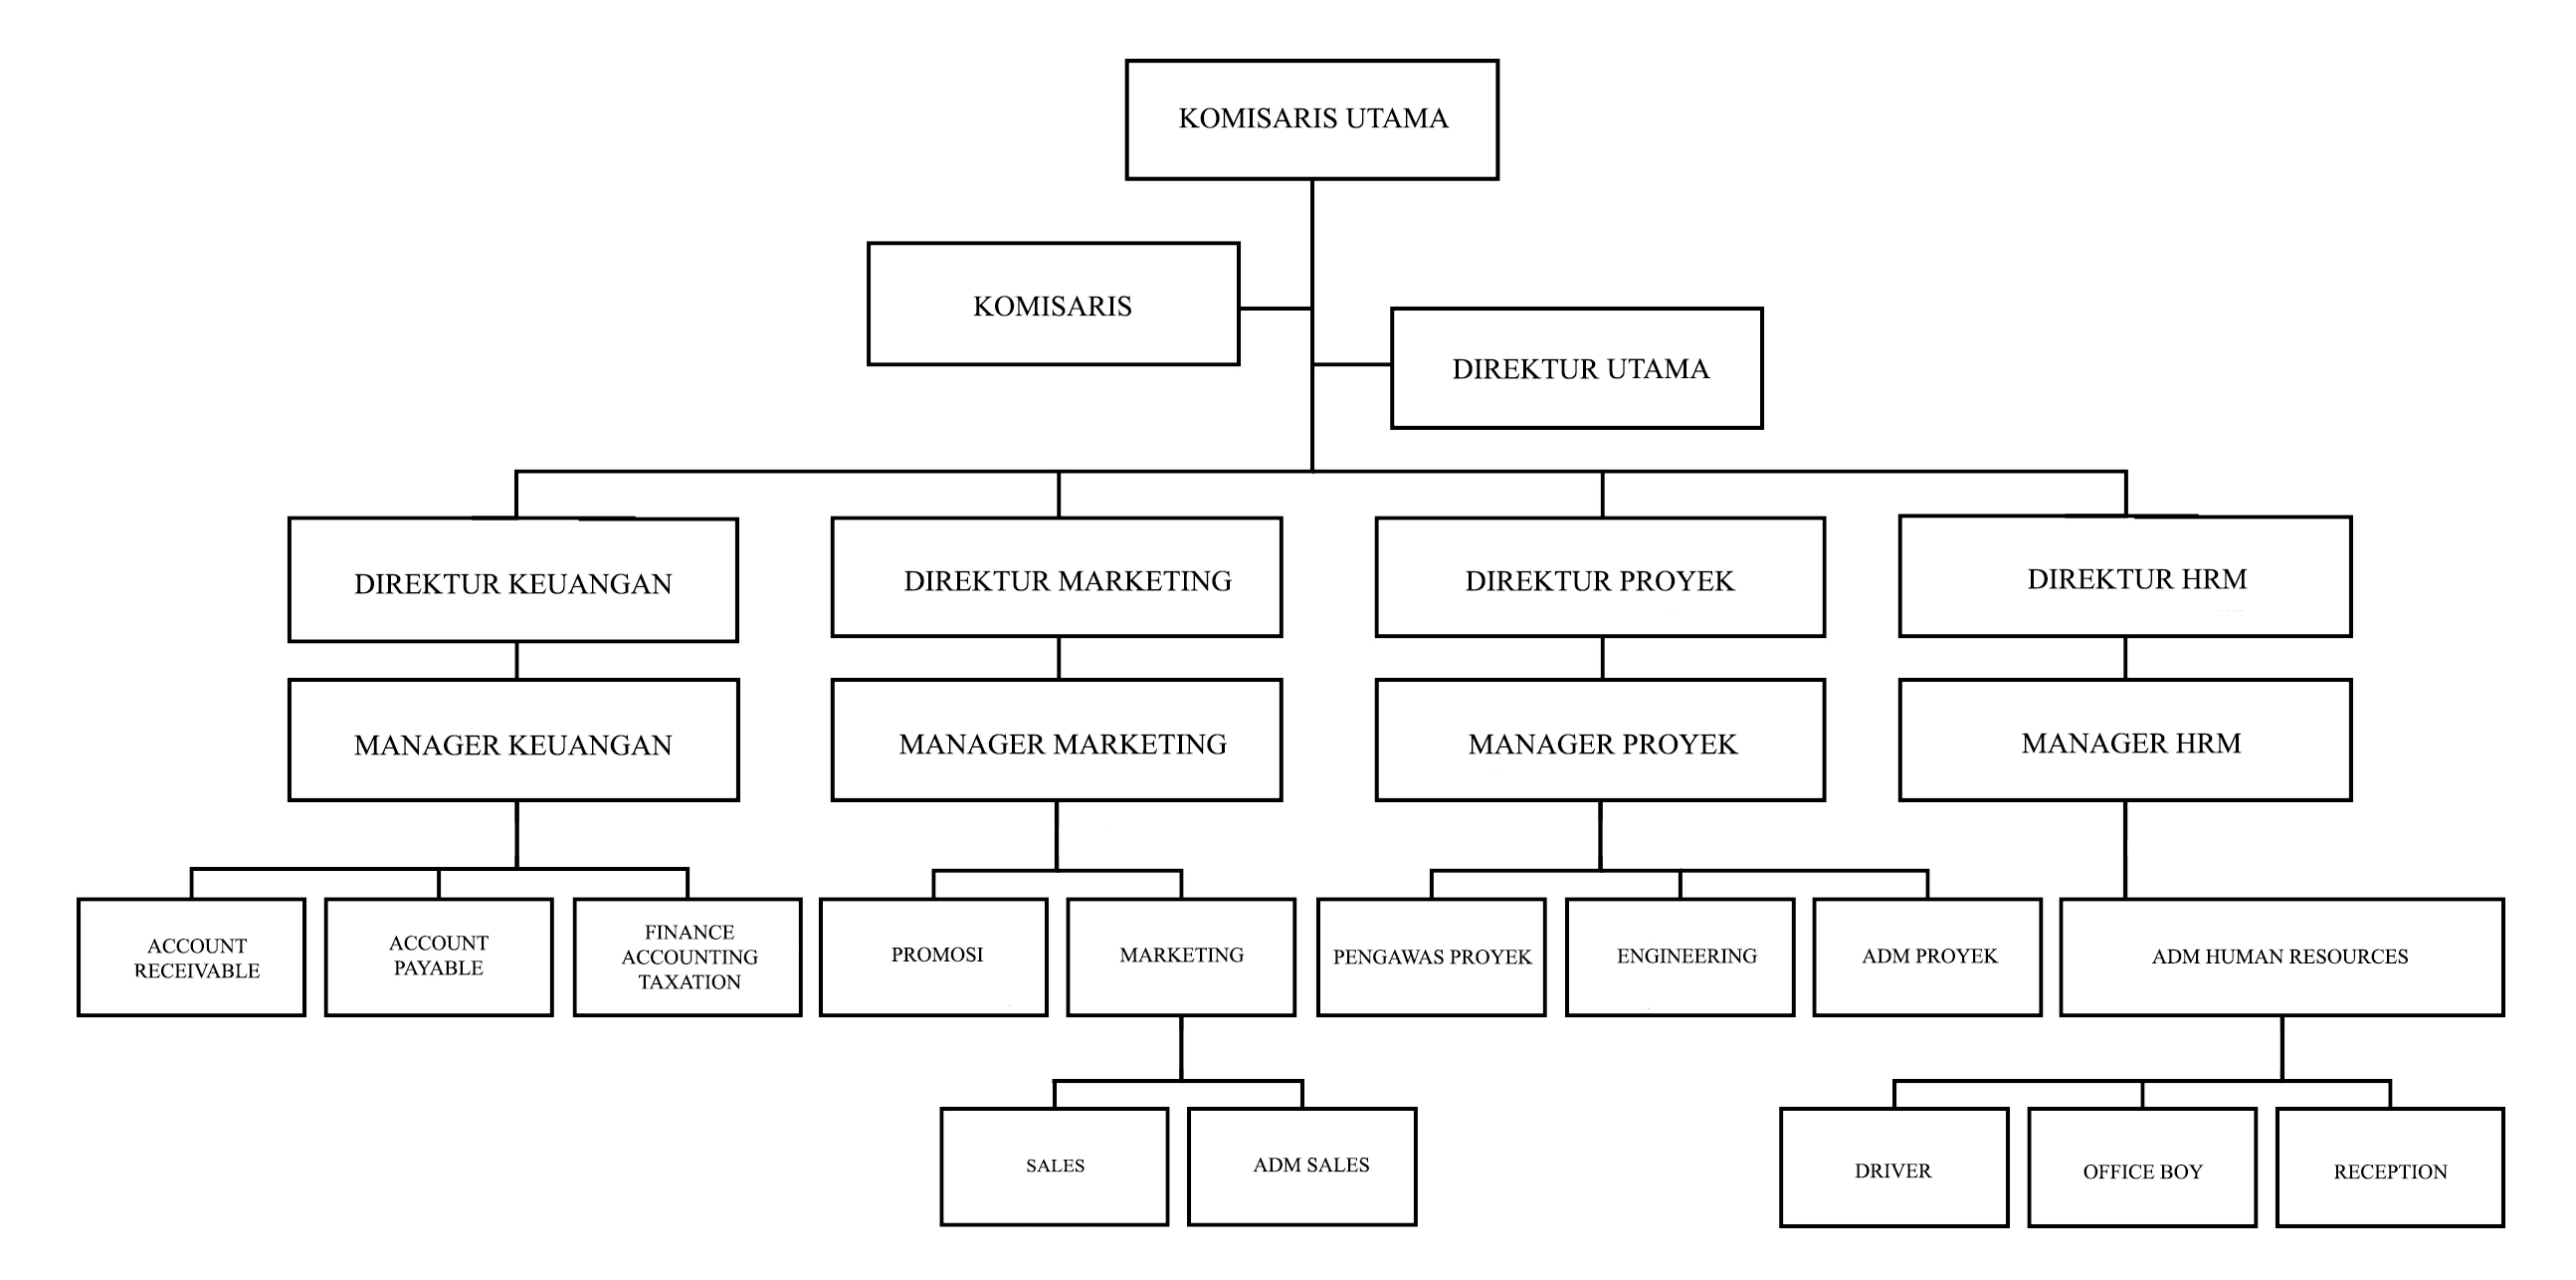 KOMISARIS UTAMA
KOMISARIS
DIREKTUR UTAMA
DIREKTUR KEUANGAN
DIREKTUR MARKETING
DIREKTUR PROYEK
DIREKTUR HRM
MANAGER KEUANGAN
MANAGER MARKETING
MANAGER PROYEK
MANAGER HRM
ACCOUNT
RECEIVABLE
ACCOUNT
PAYABLE
FINANCE
ACCOUNTING
TAXATION
PROMOSI
MARKETING
PENGAWAS PROYEK
ENGINEERING
ADM PROYEK
ADM HUMAN RESOURCES
SALES
ADM SALES
DRIVER
OFFICE BOY
RECEPTION